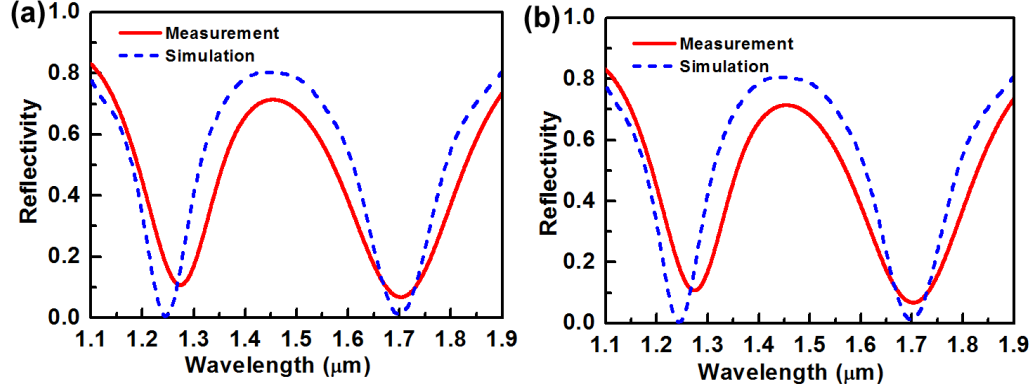 (a)
1.0
0.8
0.6
0.4
0.2
0.0
Reflectivity
Measurement
Simulation
1.1 1.2 1.3 1.4 1.5 1.6 1.7 1.8 1.9
Wavelength (μm)
(b)
1.0
0.8
0.6
0.4
0.2
0.0
Reflectivity
Measurement
Simulation
1.1 1.2 1.3 1.4 1.5 1.6 1.7 1.8 1.9
Wavelength (μm)